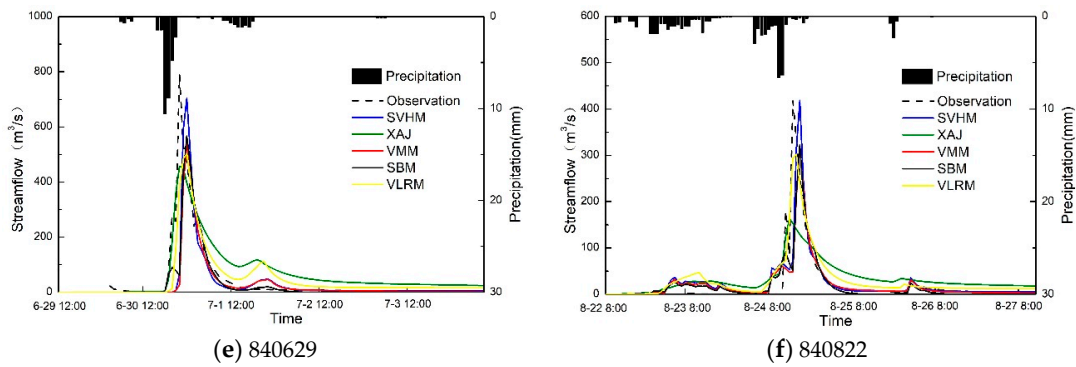 1000
800
600
400
200
0
Streamflow（m³/s）
0
10
20
30
Precipitation(mm)
Precipitation
Observation
SVHM
XAJ
VMM
SBM
VLRM
6-29 12:00 6-30 12:00 7-1 12:00 7-2 12:00 7-3 12:00
Time
(e) 840629
600
500
400
300
200
100
0
Streamflow（m³/s）
0
10
20
30
Precipitation(mm)
Precipitation
Observation
SVHM
XAJ
VMM
SBM
VLRM
8-22 8:00 8-23 8:00 8-24 8:00 8-25 8:00 8-26 8:00 8-27 8:00
Time
(f) 840822